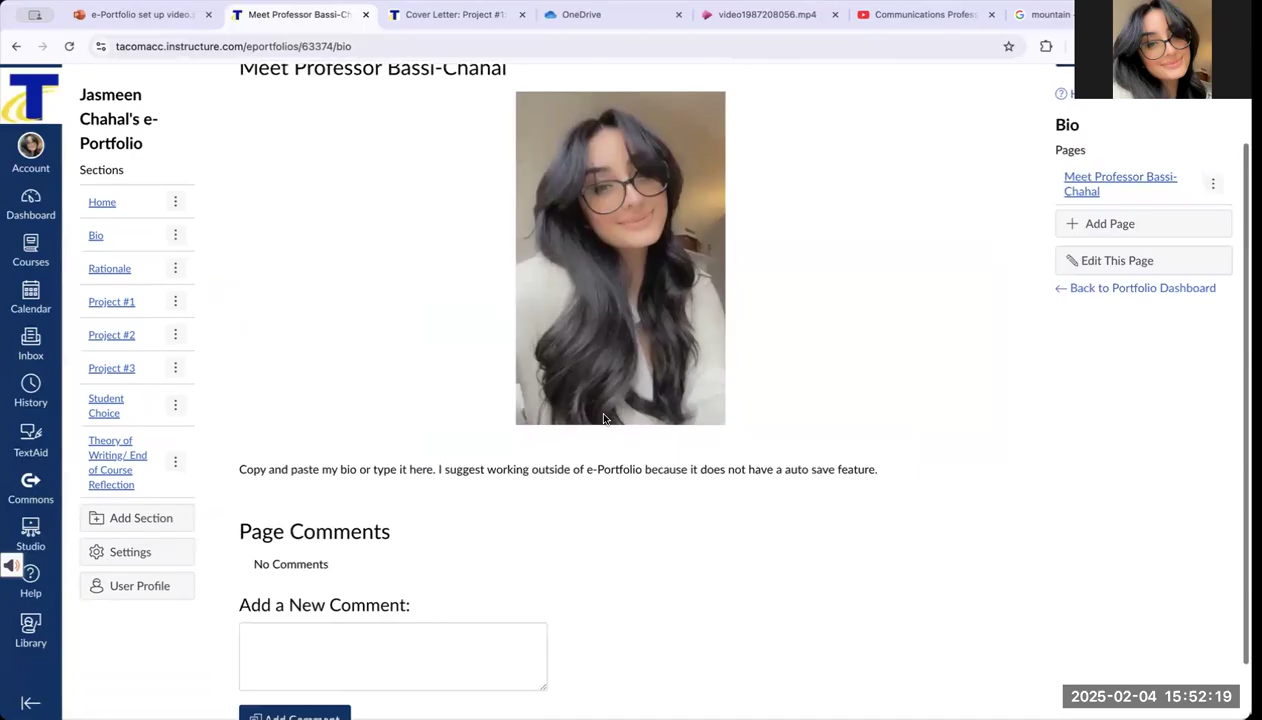 e-Portfolio set up video.p
Meet Professor Bassi-Ch
Cover Letter: Project #1:
OneDrive
video1987208056.mp4
Communications Profess
mountain -
tacomacc.instructure.com/eportfolios/63374/bio
Account
Dashboard
Courses
Calendar
Inbox
History
TextAid
Commons
Studio
Help
Library
Jasmeen
Chahal's e-
Portfolio
Sections
Home
Bio
Rationale
Project #1
Project #2
Project #3
Student
Choice
Theory of
Writing/ End
of Course
Reflection
Add Section
Settings
User Profile
Meet Professor Bassi-Chahal
Copy and paste my bio or type it here. I suggest working outside of e-Portfolio because it does not have a auto save feature.
Page Comments
No Comments
Add a New Comment:
Add Comment
Bio
Pages
Meet Professor Bassi-
Chahal
Add Page
Edit This Page
Back to Portfolio Dashboard
2025-02-04 15:52:19